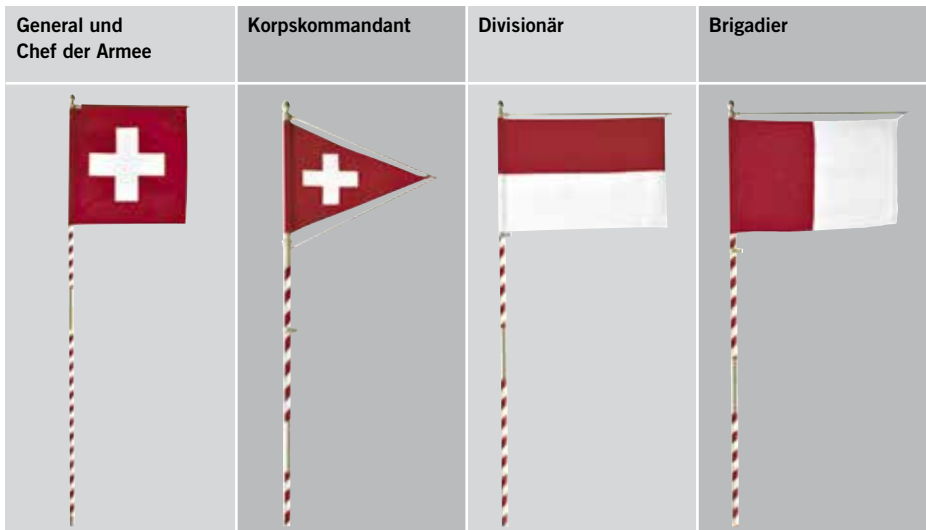 General und
Chef der Armee
Korpskommandant
Divisionär
Brigadier